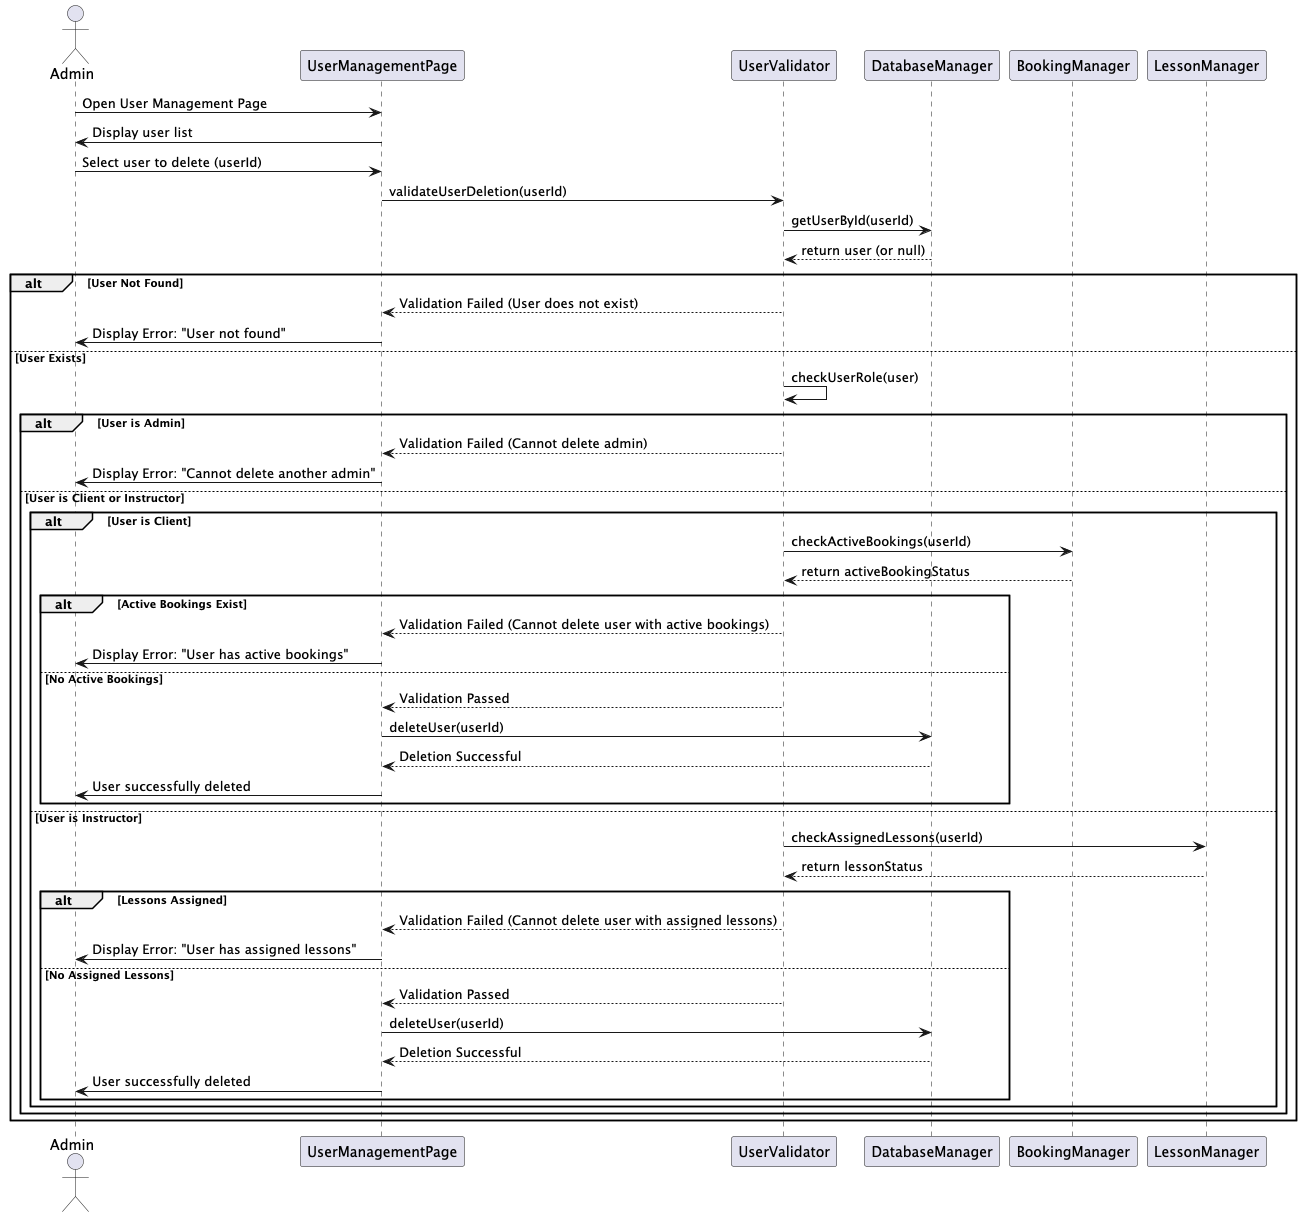 Admin
UserManagementPage
UserValidator
DatabaseManager
BookingManager
LessonManager
Open User Management Page
Display user list
Select user to delete (userId)
validateUserDeletion(userId)
getUserById(userId)
return user (or null)
alt
[User Not Found]
Validation Failed (User does not exist)
Display Error: "User not found"
[User Exists]
checkUserRole(user)
alt
[User is Admin]
Validation Failed (Cannot delete admin)
Display Error: "Cannot delete another admin"
[User is Client or Instructor]
alt
[User is Client]
checkActiveBookings(userId)
return activeBookingStatus
alt
[Active Bookings Exist]
Validation Failed (Cannot delete user with active bookings)
Display Error: "User has active bookings"
[No Active Bookings]
Validation Passed
deleteUser(userId)
Deletion Successful
User successfully deleted
[User is Instructor]
checkAssignedLessons(userId)
return lessonStatus
alt
[Lessons Assigned]
Validation Failed (Cannot delete user with assigned lessons)
Display Error: "User has assigned lessons"
[No Assigned Lessons]
Validation Passed
deleteUser(userId)
Deletion Successful
User successfully deleted
Admin
UserManagementPage
UserValidator
DatabaseManager
BookingManager
LessonManager